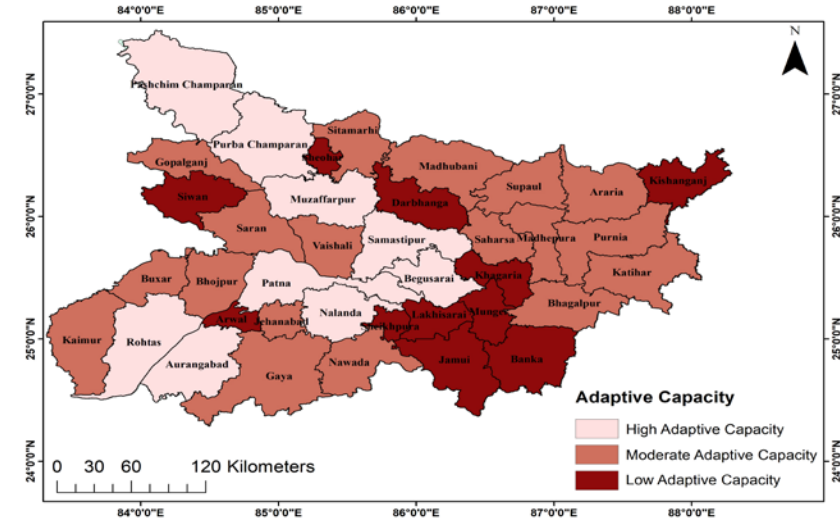 84°0'0"E 85°0'0"E 86°0'0"E 87°0'0"E 88°0'0"E
N
27°0'0"N
27°0'0"N
Pashchim Champaran
Purba Champaran
Sitamarhi
Sheohar
Gopalganj
Madhubani
Supaul
Araria
Kishanganj
Siwan
Muzaffarpur
Darbhanga
26°0'0"N
26°0'0"N
Saran
Vaishali
Samastipur
Saharsa
Madhepura
Purnia
Buxar
Bhojpur
Patna
Begusarai
Khagaria
Katihar
Nalanda
Lakhisarai
Munger
Bhagalpur
Arwal
Jehanabad
Sheikhpura
25°0'0"N
25°0'0"N
Kaimur
Rohtas
Aurangabad
Gaya
Nawada
Jamui
Banka
Adaptive Capacity
High Adaptive Capacity
Moderate Adaptive Capacity
Low Adaptive Capacity
24°0'0"N
24°0'0"N
0 30 60 120 Kilometers
84°0'0"E 85°0'0"E 86°0'0"E 87°0'0"E 88°0'0"E